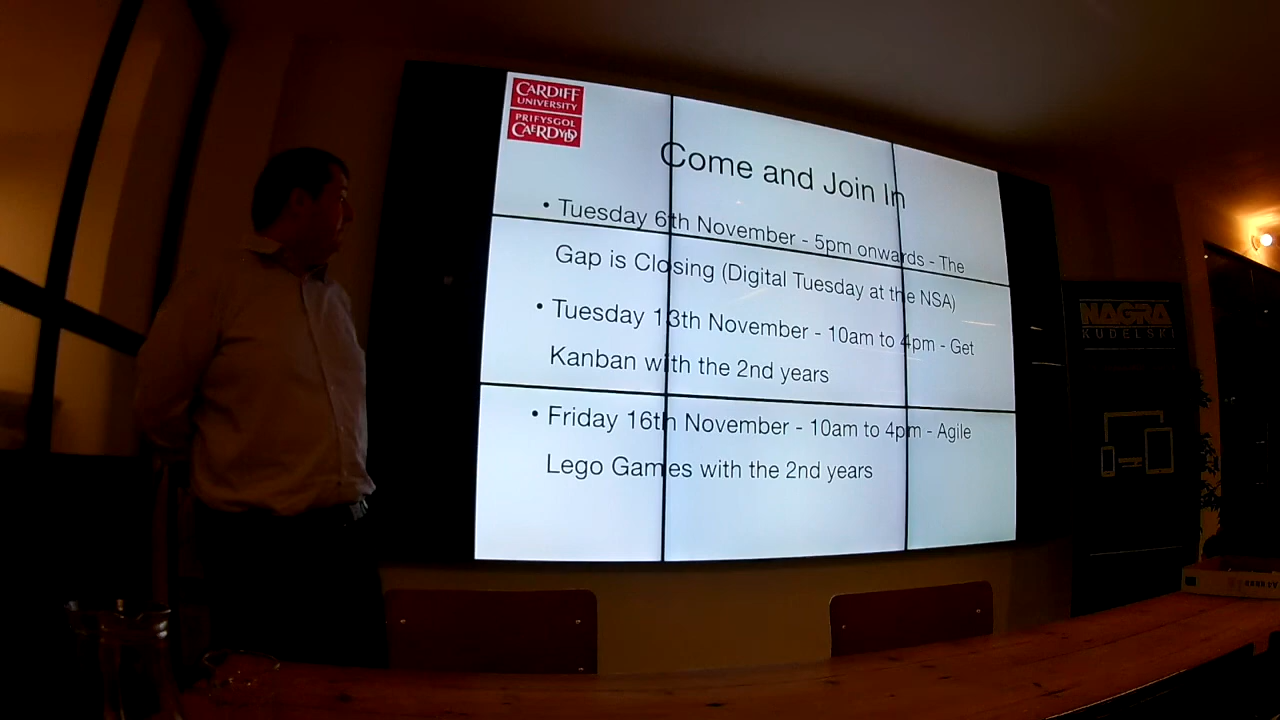 CARDIFF
UNIVERSITY
PRIFYSGOL
CAERDYDD
Come and Join In
• Tuesday 6th November - 5pm onwards - The
Gap is Closing (Digital Tuesday at the NSA)
• Tuesday 13th November - 10am to 4pm - Get
Kanban with the 2nd years
• Friday 16th November - 10am to 4pm - Agile
Lego Games with the 2nd years
NAGRA
KUDELSKI